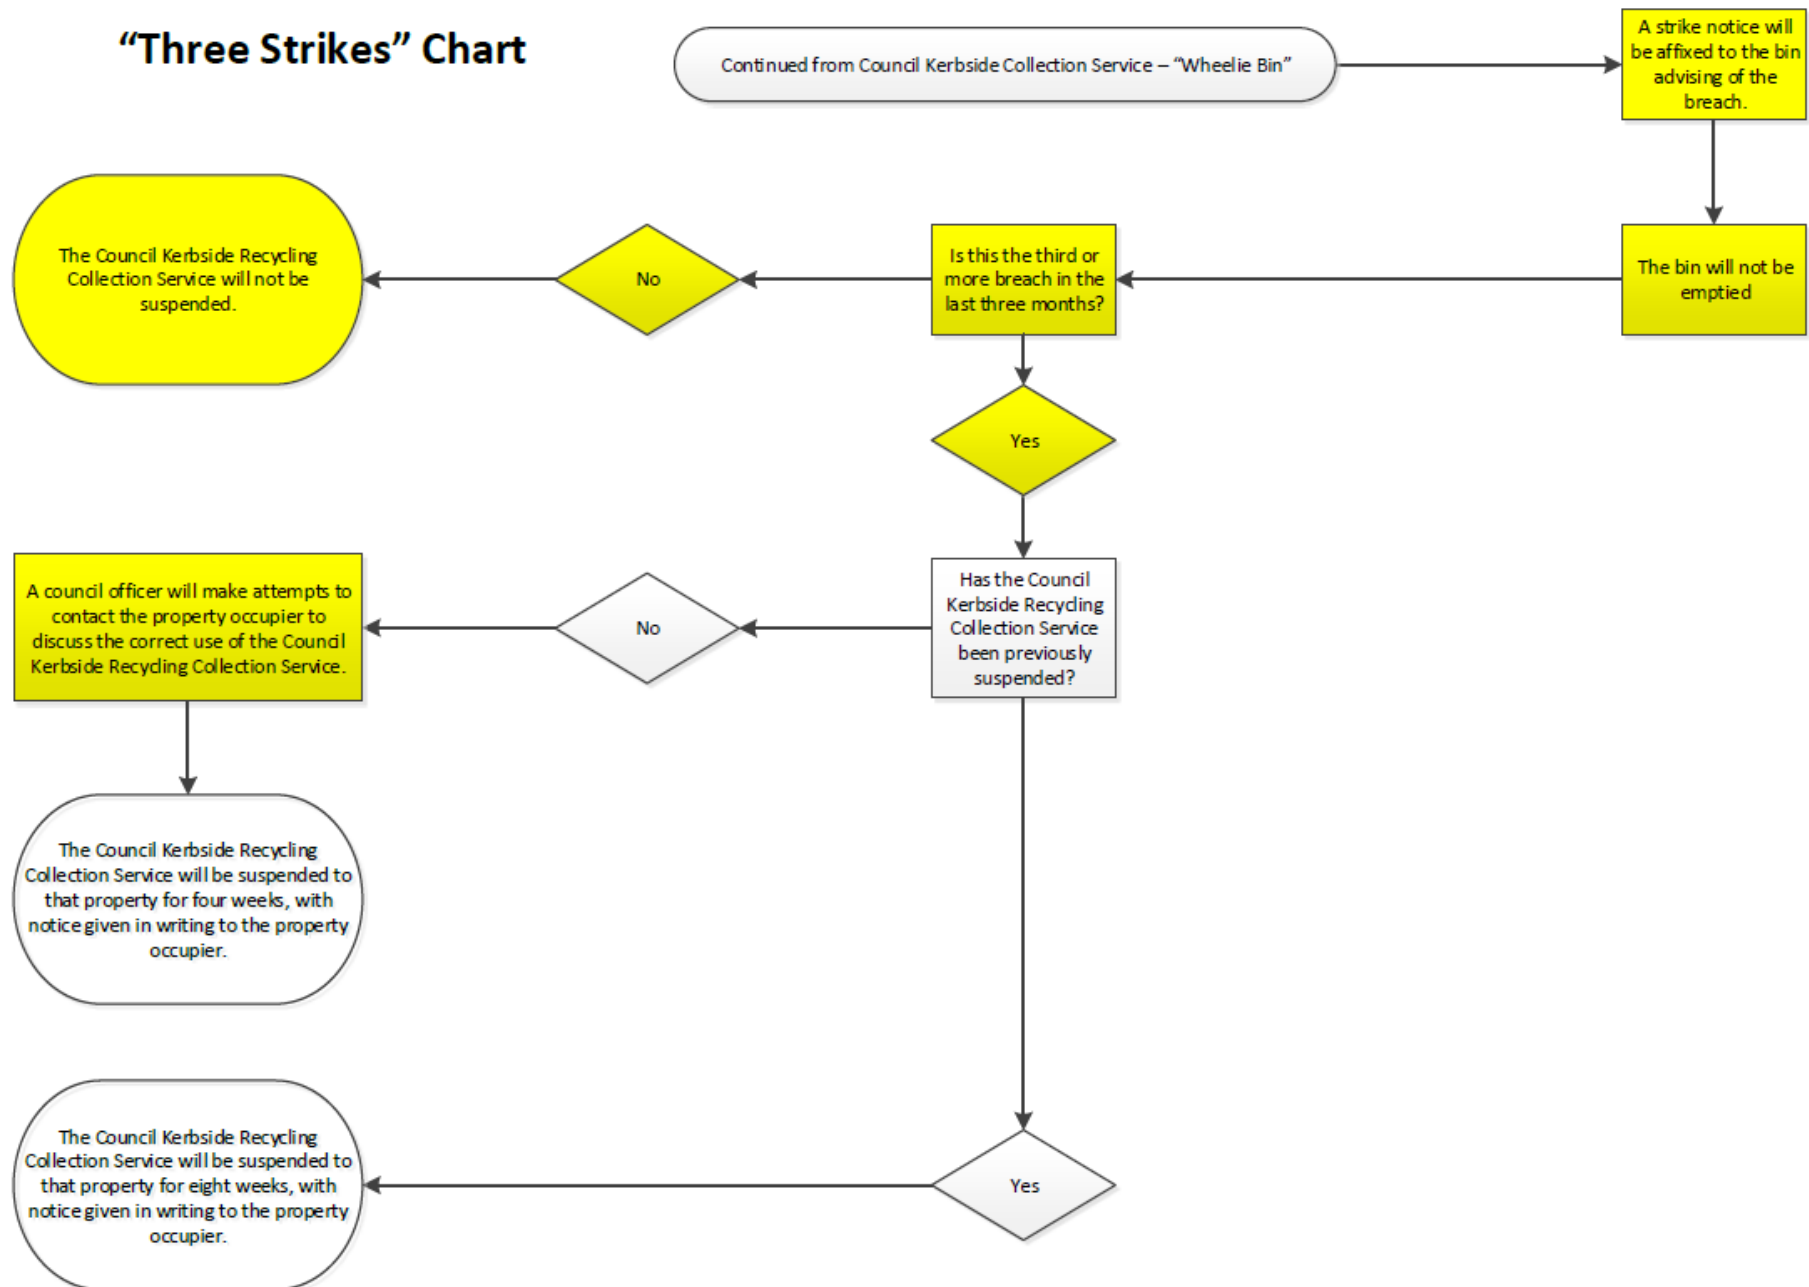 “Three Strikes” Chart
Continued from Council Kerbside Collection Service – “Wheelie Bin”
A strike notice will
be affixed to the bin
advising of the
breach.
The Council Kerbside Recycling
Collection Service will not be
suspended.
No
Is this the third or
more breach in the
last three months?
The bin will not be
emptied
Yes
A council officer will make attempts to
contact the property occupier to
discuss the correct use of the Council
Kerbside Recycling Collection Service.
No
Has the Council
Kerbside Recycling
Collection Service
been previously
suspended?
The Council Kerbside Recycling
Collection Service will be suspended to
that property for four weeks, with
notice given in writing to the property
occupier.
The Council Kerbside Recycling
Collection Service will be suspended to
that property for eight weeks, with
notice given in writing to the property
occupier.
Yes